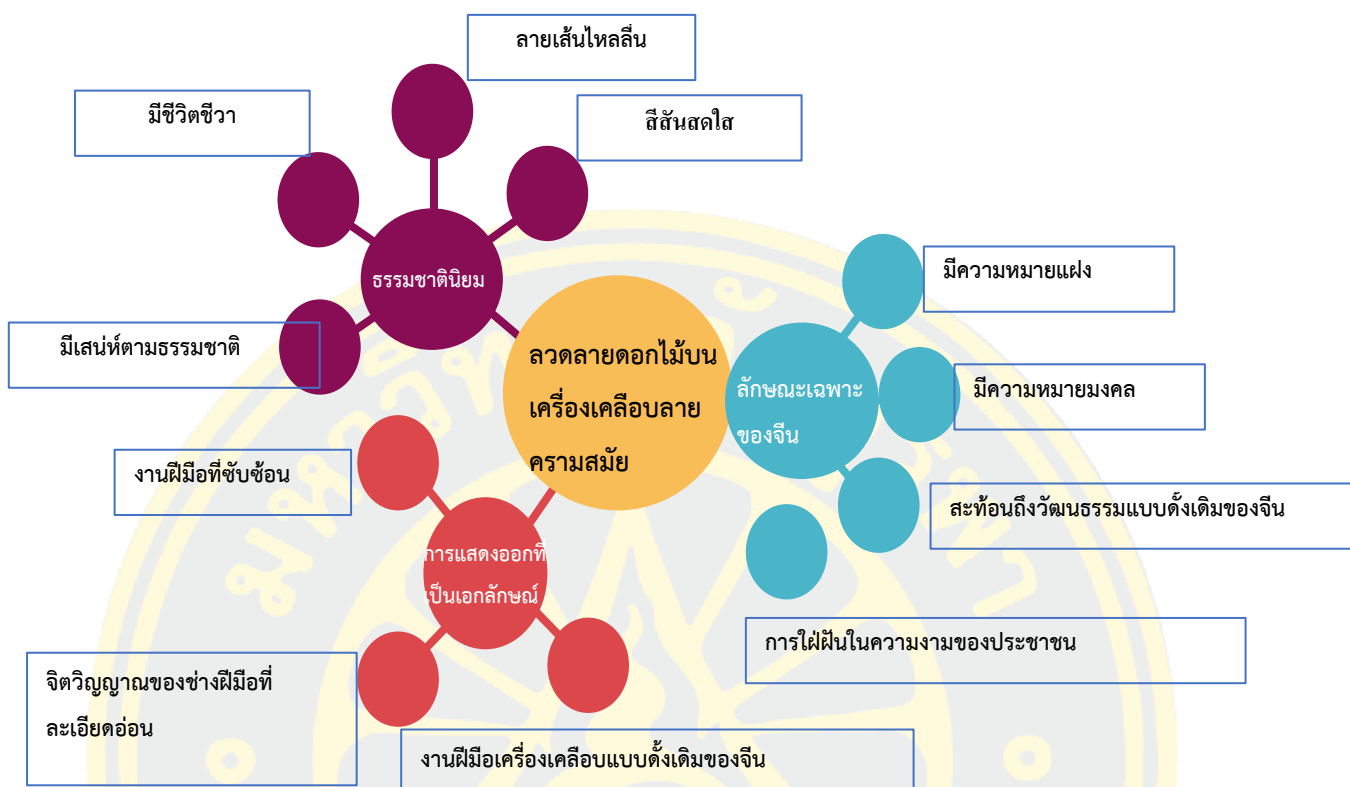 ลายเส้นไหลลื่น
มีชีวิตชีวา
สีสันสดใส
ธรรมชาตินิยม
มีเสน่ห์ตามธรรมชาติ
มีความหมายแฝง
ลวดลายดอกไม้บน
เครื่องเคลือบลาย
ครามสมัย
ลักษณะเฉพาะ
ของจีน
มีความหมายมงคล
งานฝีมือที่ซับซ้อน
สะท้อนถึงวัฒนธรรมแบบดั้งเดิมของจีน
การแสดงออกที่
เป็นเอกลักษณ์
การใฝ่ฝันในความงามของประชาชน
จิตวิญญาณของช่างฝีมือที่
ละเอียดอ่อน
งานฝีมือเครื่องเคลือบแบบดั้งเดิมของจีน